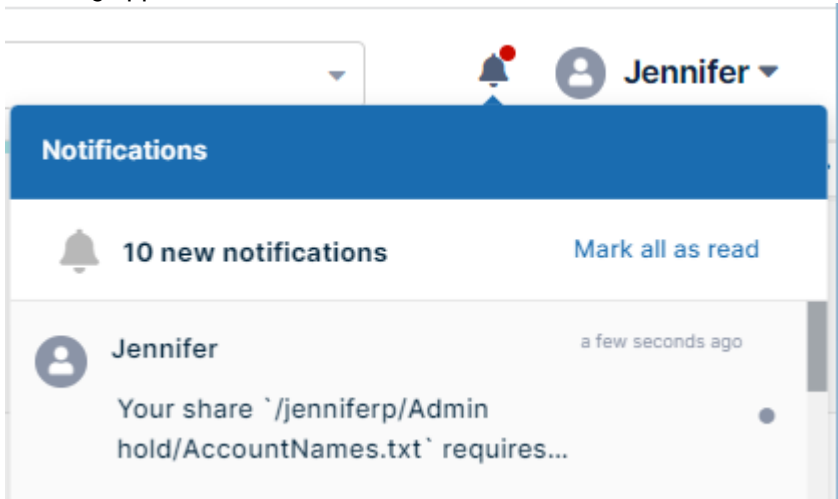 Jennifer
Notifications
10 new notifications
Mark all as read
Jennifer
a few seconds ago
Your share `/jenniferp/Admin
hold/AccountNames.txt` requires...